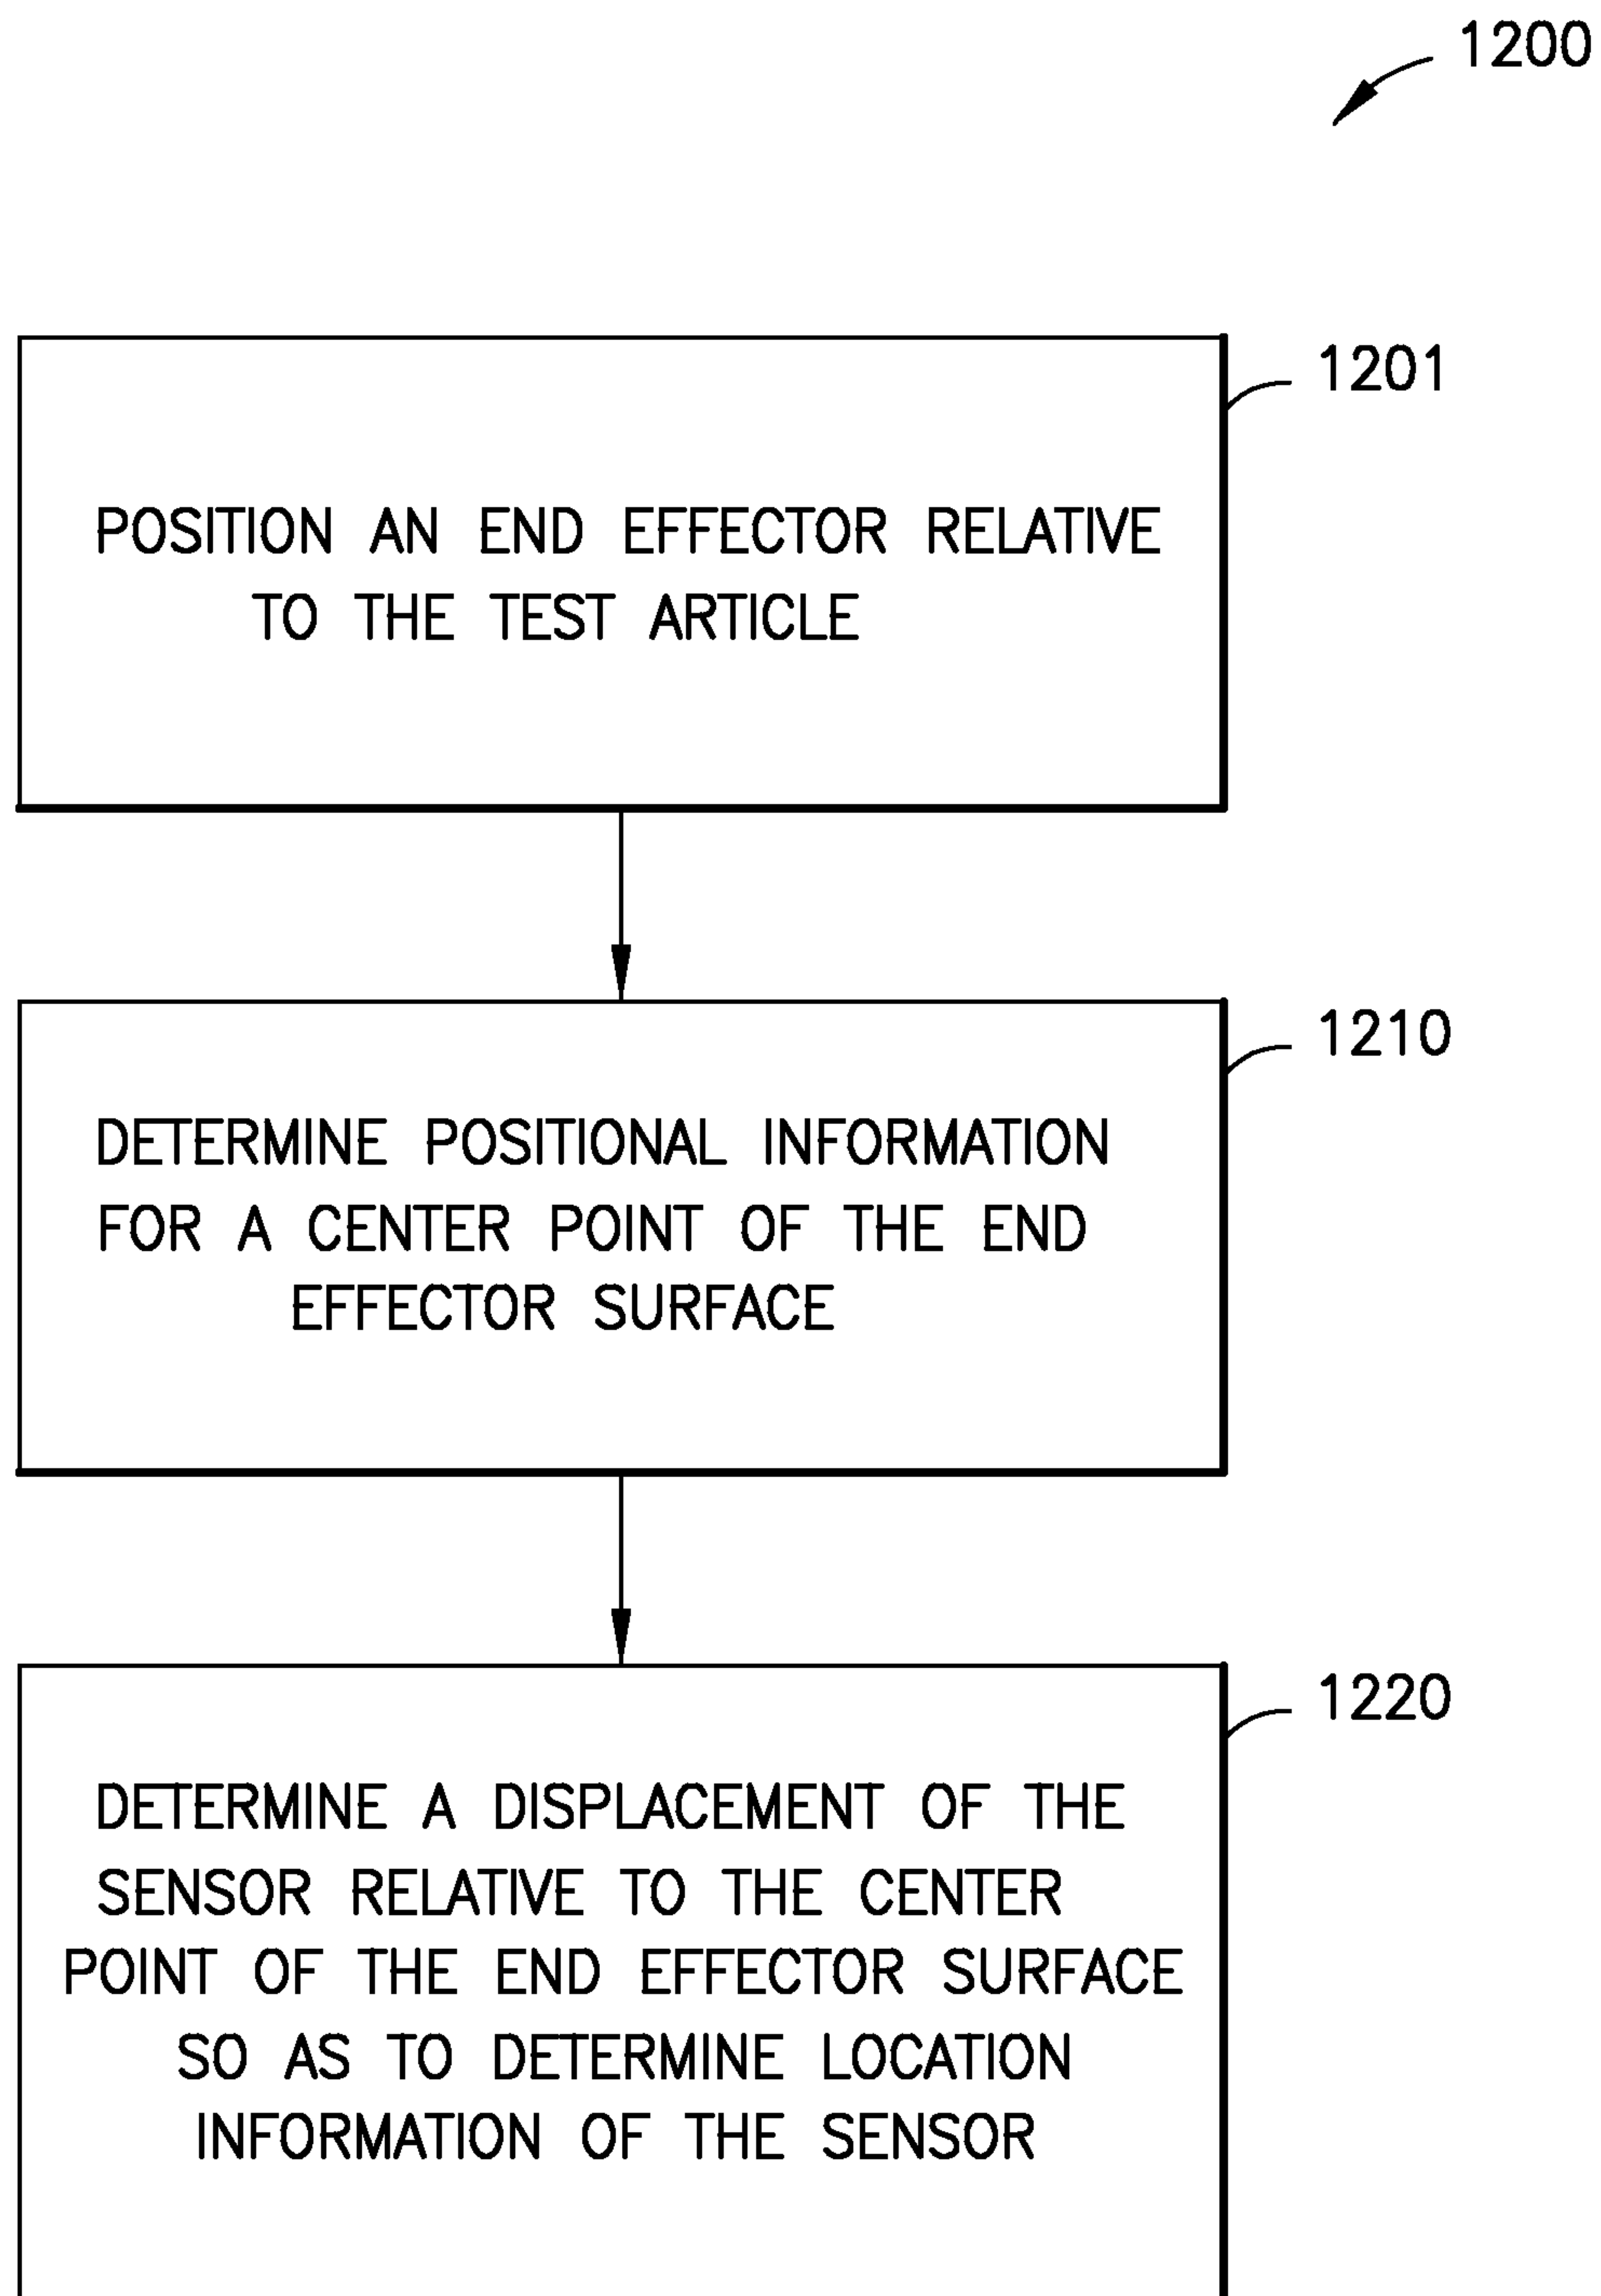 1200
1201
POSITION AN END EFFECTOR RELATIVE
TO THE TEST ARTICLE
1210
DETERMINE POSITIONAL INFORMATION
FOR A CENTER POINT OF THE END
EFFECTOR SURFACE
1220
DETERMINE A DISPLACEMENT OF THE
SENSOR RELATIVE TO THE CENTER
POINT OF THE END EFFECTOR SURFACE
SO AS TO DETERMINE LOCATION
INFORMATION OF THE SENSOR